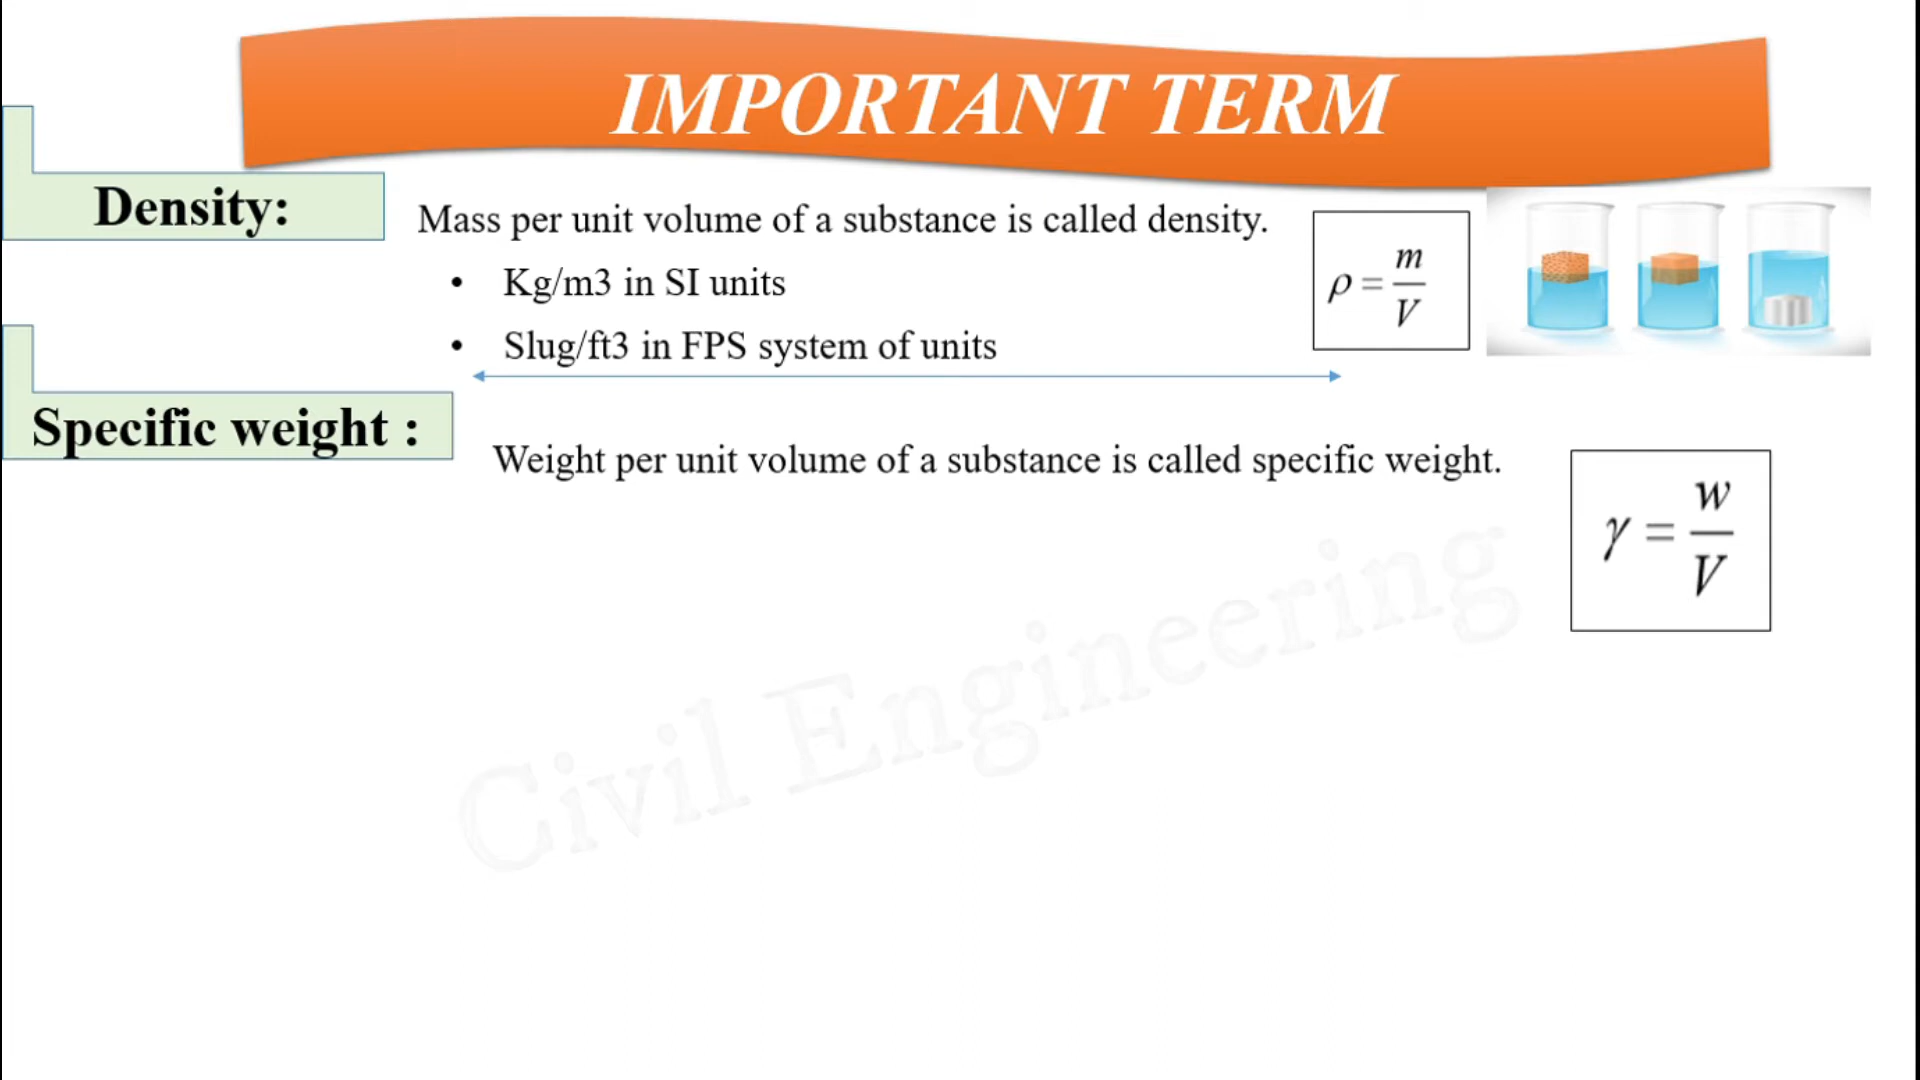 IMPORTANT TERM
Density:
Mass per unit volume of a substance is called density.
• Kg/m3 in SI units
• Slug/ft3 in FPS system of units
ρ = m/V
Specific weight :
Weight per unit volume of a substance is called specific weight.
γ = w/V
Civil Engineering